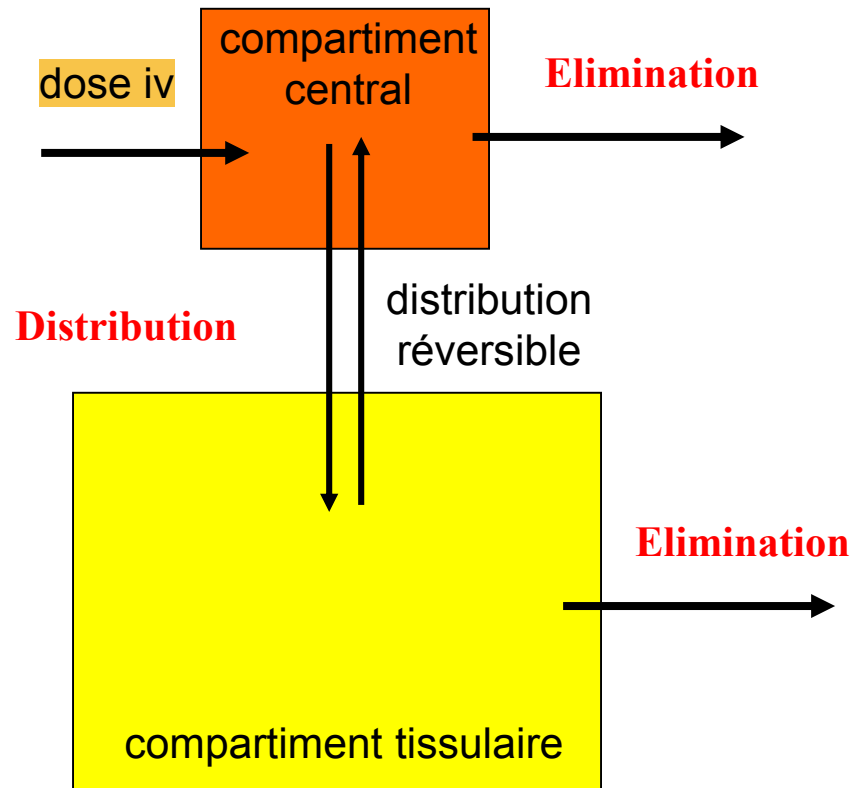 compartiment
central
dose iv
Elimination
Distribution
distribution
réversible
Elimination
compartiment tissulaire